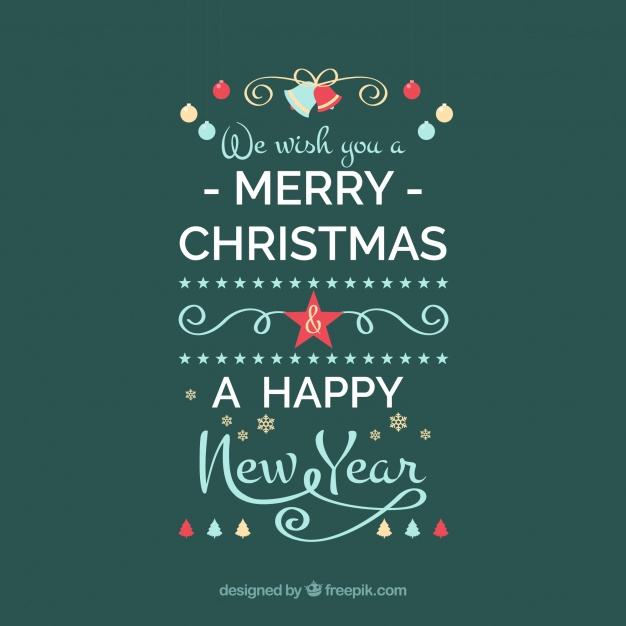 We wish you a
- MERRY -
CHRISTMAS
&
A HAPPY
New Year
designed by freepik.com